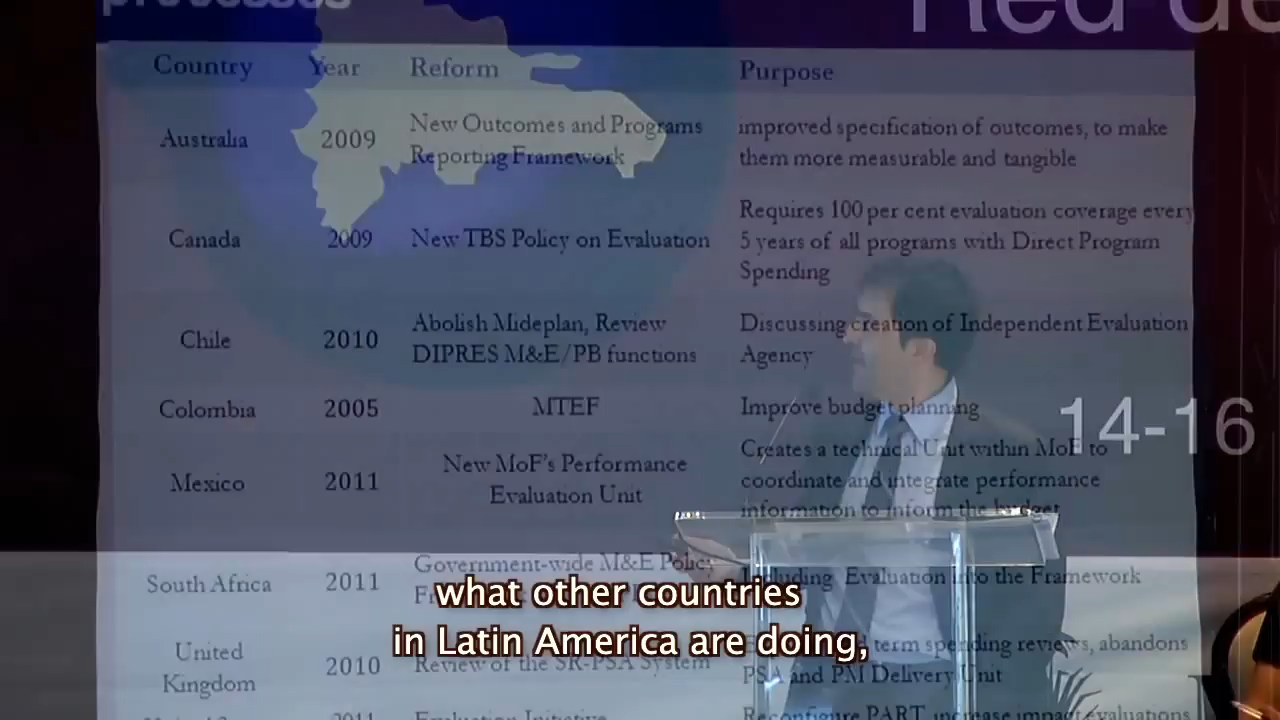 processes
Red de
Country Year Reform Purpose
Australia 2009 New Outcomes and Programs
Reporting Framework
improved specification of outcomes, to make
them more measurable and tangible
Canada 2009 New TBS Policy on Evaluation
Requires 100 per cent evaluation coverage every
5 years of all programs with Direct Program
Spending
Chile 2010 Abolish Mideplan, Review
DIPRES M&E/PB functions
Discussing creation of Independent Evaluation
Agency
Colombia 2005 MTEF Improve budget planning
Mexico 2011 New MoF's Performance
Evaluation Unit
Creates a technical Unit within MoF to
coordinate and integrate performance
information to inform the budget
14-16
South Africa 2011 Government-wide M&E Policy
Including Evaluation into the Framework
United
Kingdom 2010 Review of the SR-PSA System
term spending reviews, abandons
PSA and PM Delivery Unit
2011 Evaluation Initiative
Reconfigure PART, increase impact evaluations
what other countries
in Latin America are doing,